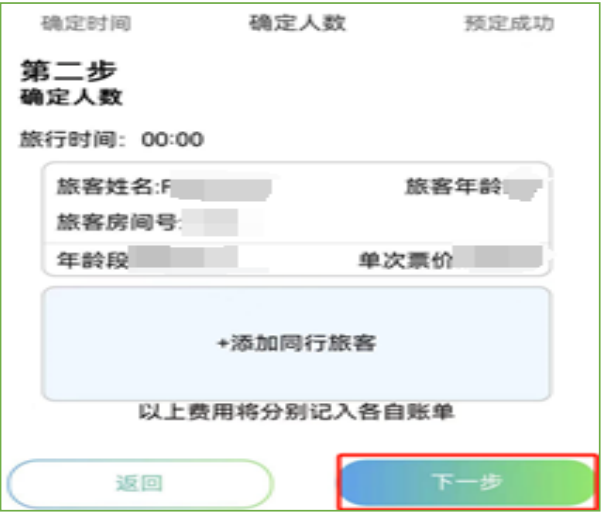 确定时间 确定人数 预定成功
第二步
确定人数
旅行时间：00:00
旅客姓名: 旅客年龄:
旅客房间号:
年龄段 单次票价
+添加同行旅客
以上费用将分别记入各自账单
返回 下一步